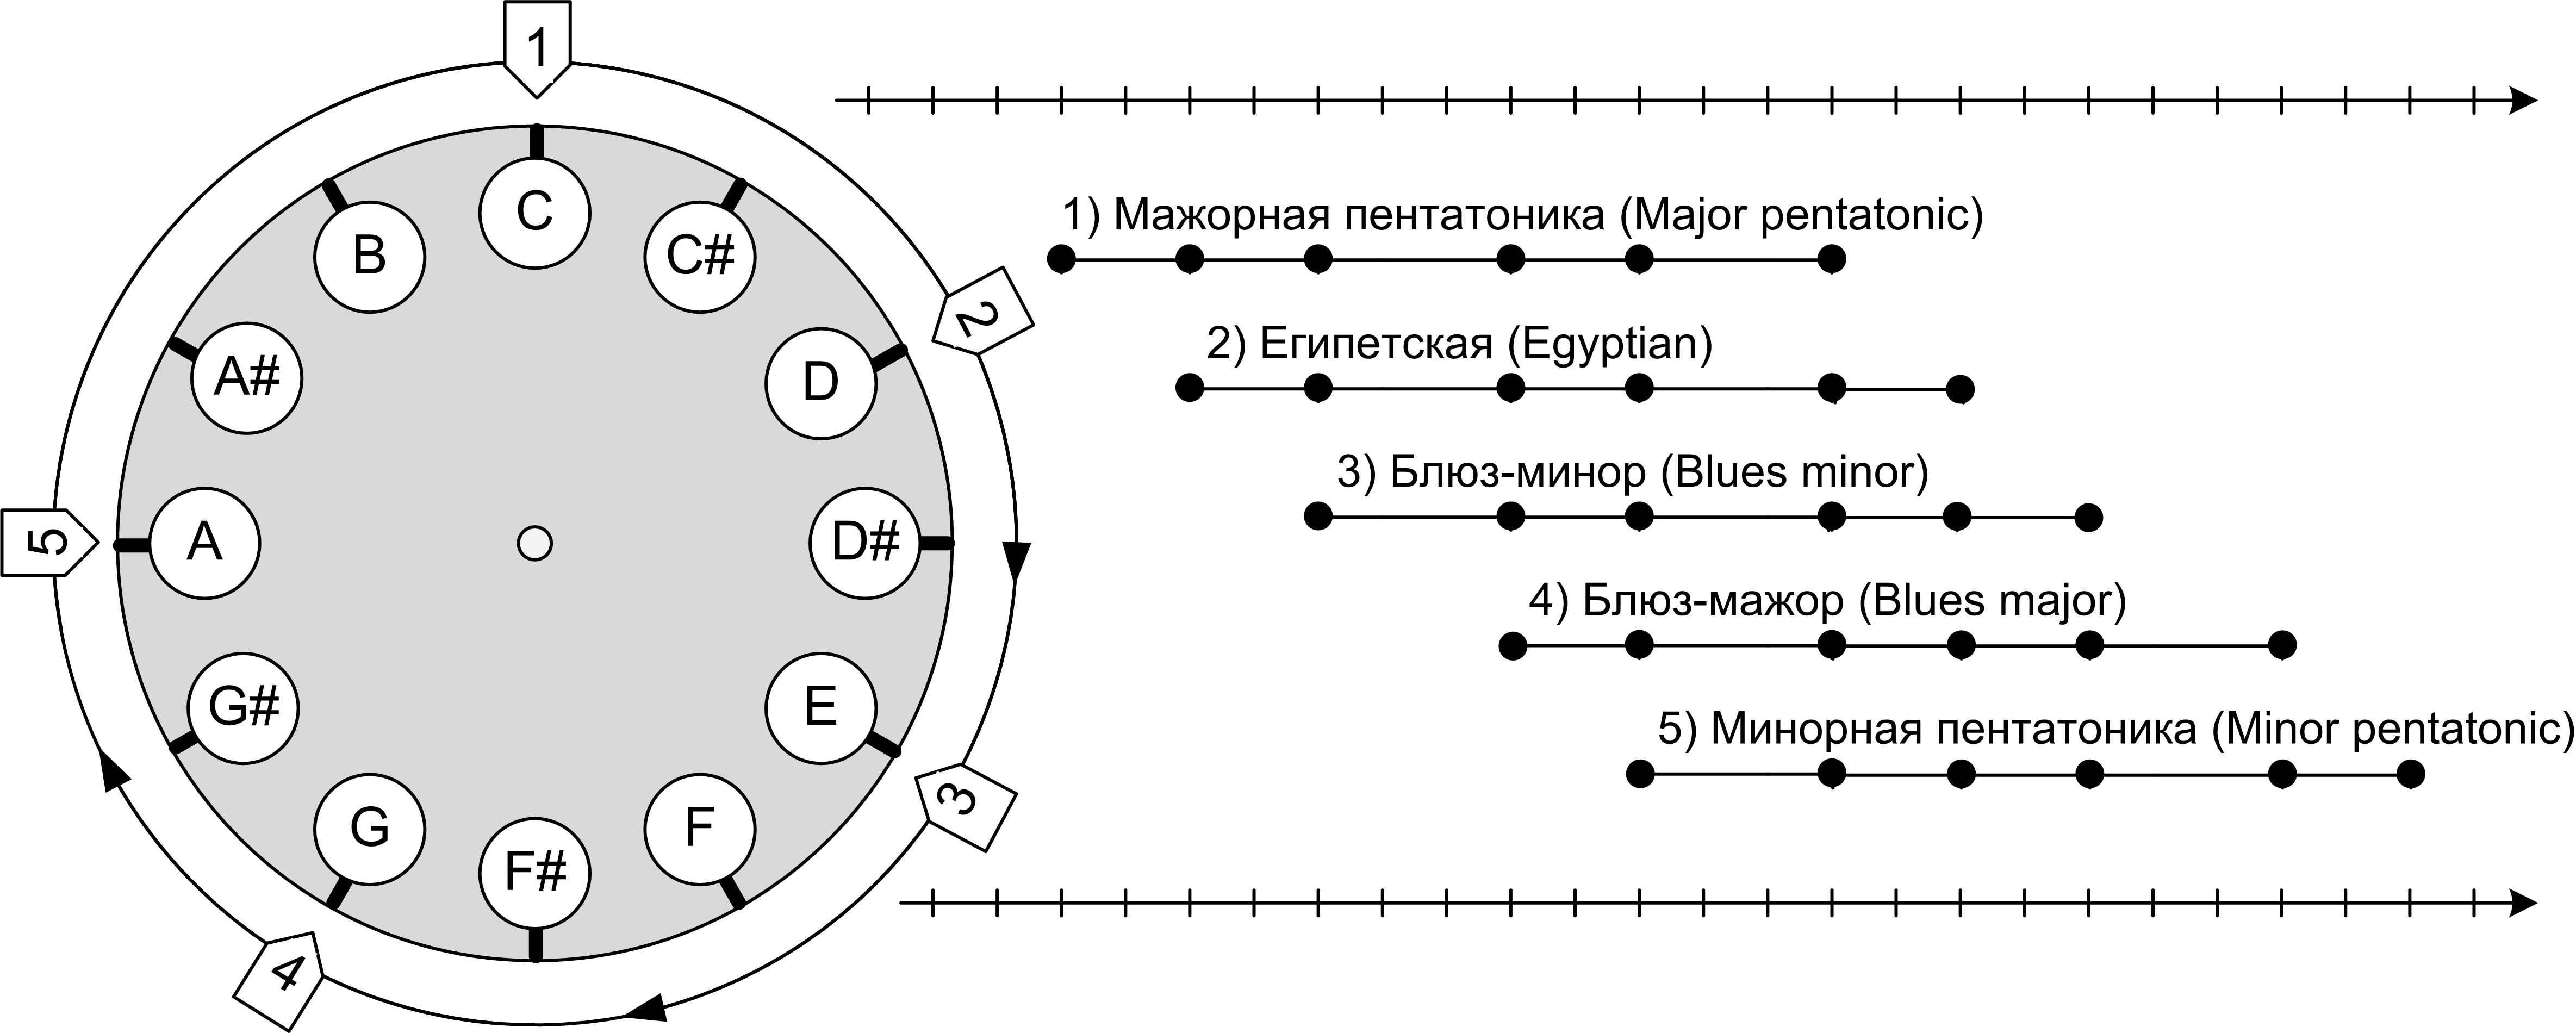 1
C
B
C#
2
A#
D
5
A
D#
G#
E
G
F
F#
3
4
1) Мажорная пентатоника (Major pentatonic)
2) Египетская (Egyptian)
3) Блюз-минор (Blues minor)
4) Блюз-мажор (Blues major)
5) Минорная пентатоника (Minor pentatonic)